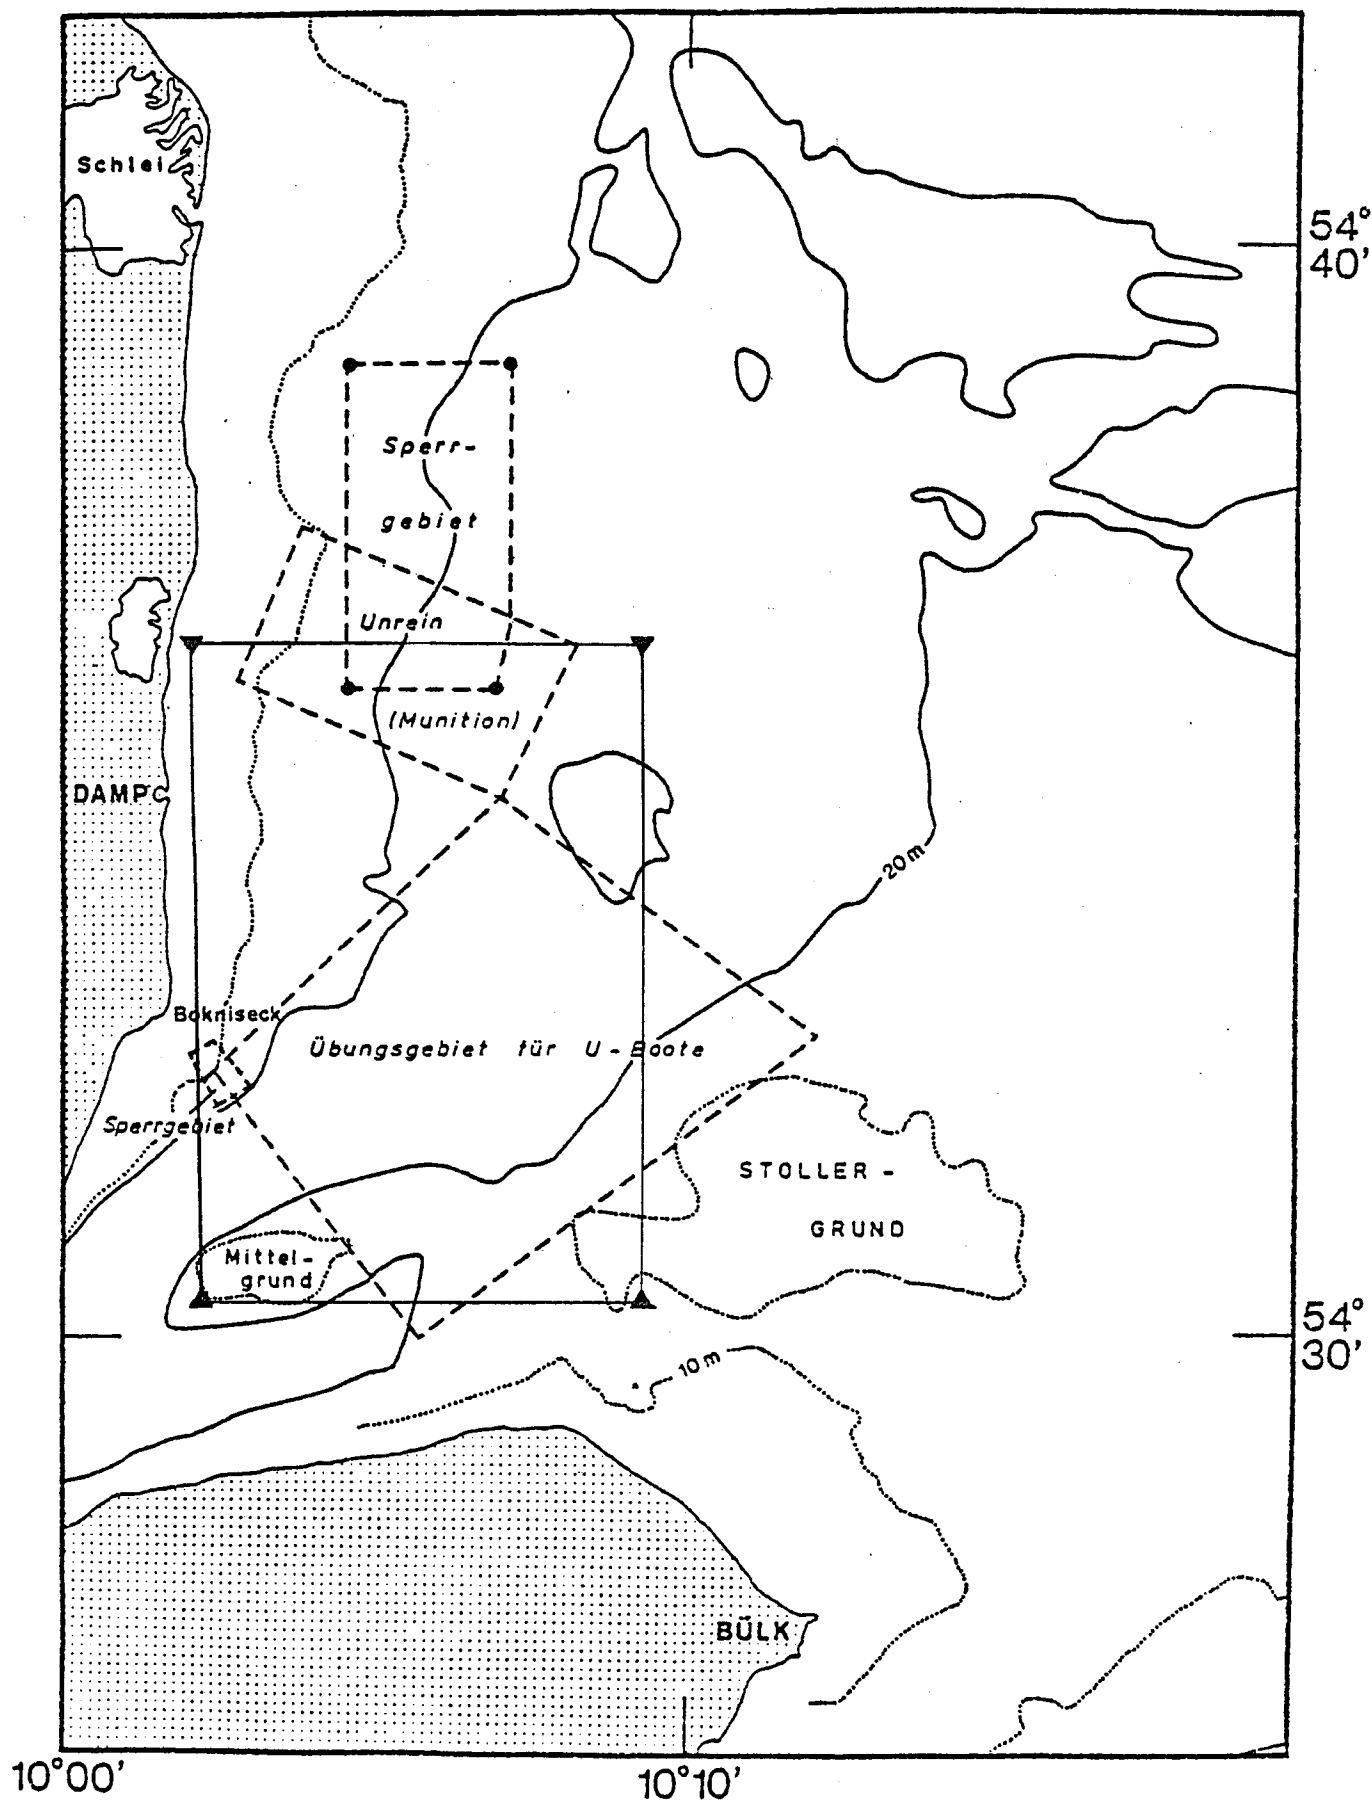 Schlei
54°
40'
Sperr-
gebiet
Unrein
(Munition)
DAMP
20m
Bokniseck
Übungsgebiet für U-Boote
Sperrgebiet
STOLLER-
GRUND
Mittel-
grund
54°
30'
10m
BÜLK
10°00'
10°10'